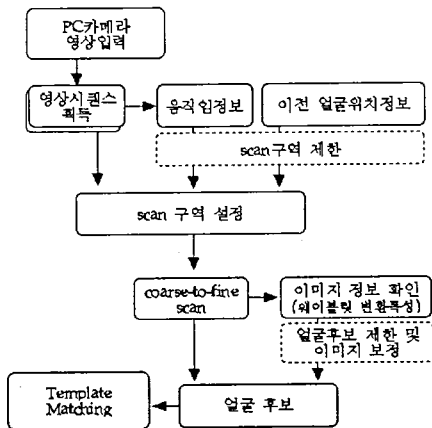 PC카메라
영상입력
영상시퀀스
획득
움직임정보
이전 얼굴위치정보
scan구역 제한
scan 구역 설정
coarse-to-fine
scan
이미지 정보 확인
(웨이블릿 변환특성)
얼굴후보 제한 및
이미지 보정
Template
Matching
얼굴 후보